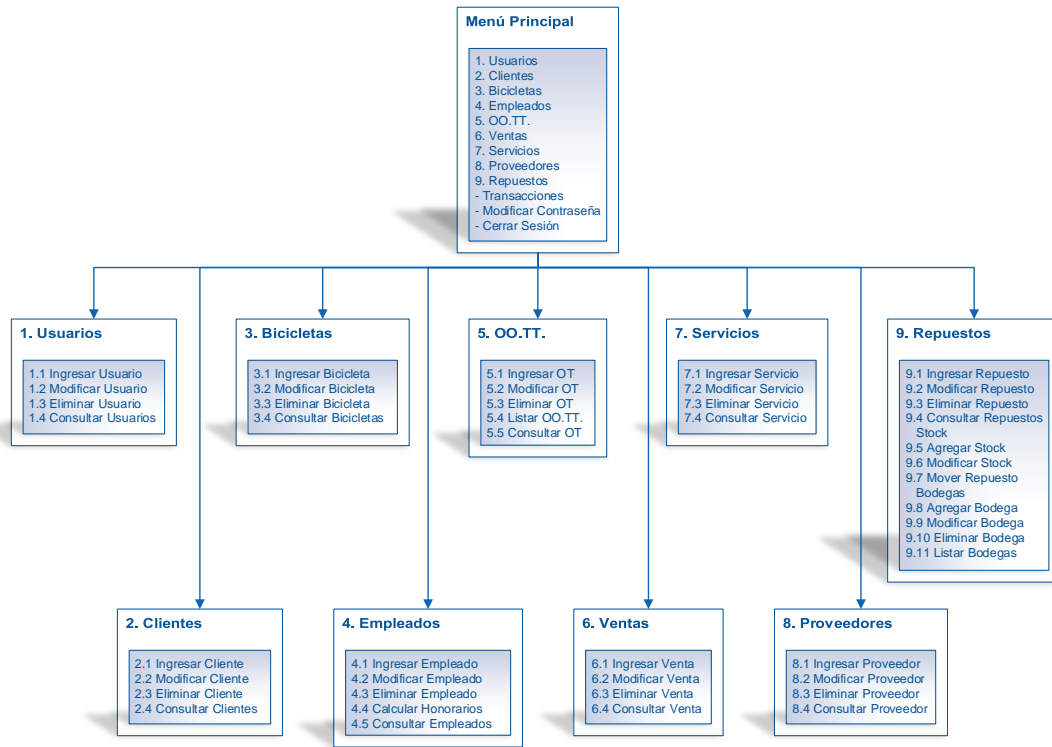 Menú Principal
1. Usuarios
2. Clientes
3. Bicicletas
4. Empleados
5. OO.TT.
6. Ventas
7. Servicios
8. Proveedores
9. Repuestos
- Transacciones
- Modificar Contraseña
- Cerrar Sesión
1. Usuarios
1.1 Ingresar Usuario
1.2 Modificar Usuario
1.3 Eliminar Usuario
1.4 Consultar Usuarios
3. Bicicletas
3.1 Ingresar Bicicleta
3.2 Modificar Bicicleta
3.3 Eliminar Bicicleta
3.4 Consultar Bicicletas
5. OO.TT.
5.1 Ingresar OT
5.2 Modificar OT
5.3 Eliminar OT
5.4 Listar OO.TT.
5.5 Consultar OT
7. Servicios
7.1 Ingresar Servicio
7.2 Modificar Servicio
7.3 Eliminar Servicio
7.4 Consultar Servicio
9. Repuestos
9.1 Ingresar Repuesto
9.2 Modificar Repuesto
9.3 Eliminar Repuesto
9.4 Consultar Repuestos
Stock
9.5 Agregar Stock
9.6 Modificar Stock
9.7 Mover Repuesto
Bodegas
9.8 Agregar Bodega
9.9 Modificar Bodega
9.10 Eliminar Bodega
9.11 Listar Bodegas
2. Clientes
2.1 Ingresar Cliente
2.2 Modificar Cliente
2.3 Eliminar Cliente
2.4 Consultar Clientes
4. Empleados
4.1 Ingresar Empleado
4.2 Modificar Empleado
4.3 Eliminar Empleado
4.4 Calcular Honorarios
4.5 Consultar Empleados
6. Ventas
6.1 Ingresar Venta
6.2 Modificar Venta
6.3 Eliminar Venta
6.4 Consultar Venta
8. Proveedores
8.1 Ingresar Proveedor
8.2 Modificar Proveedor
8.3 Eliminar Proveedor
8.4 Consultar Proveedor